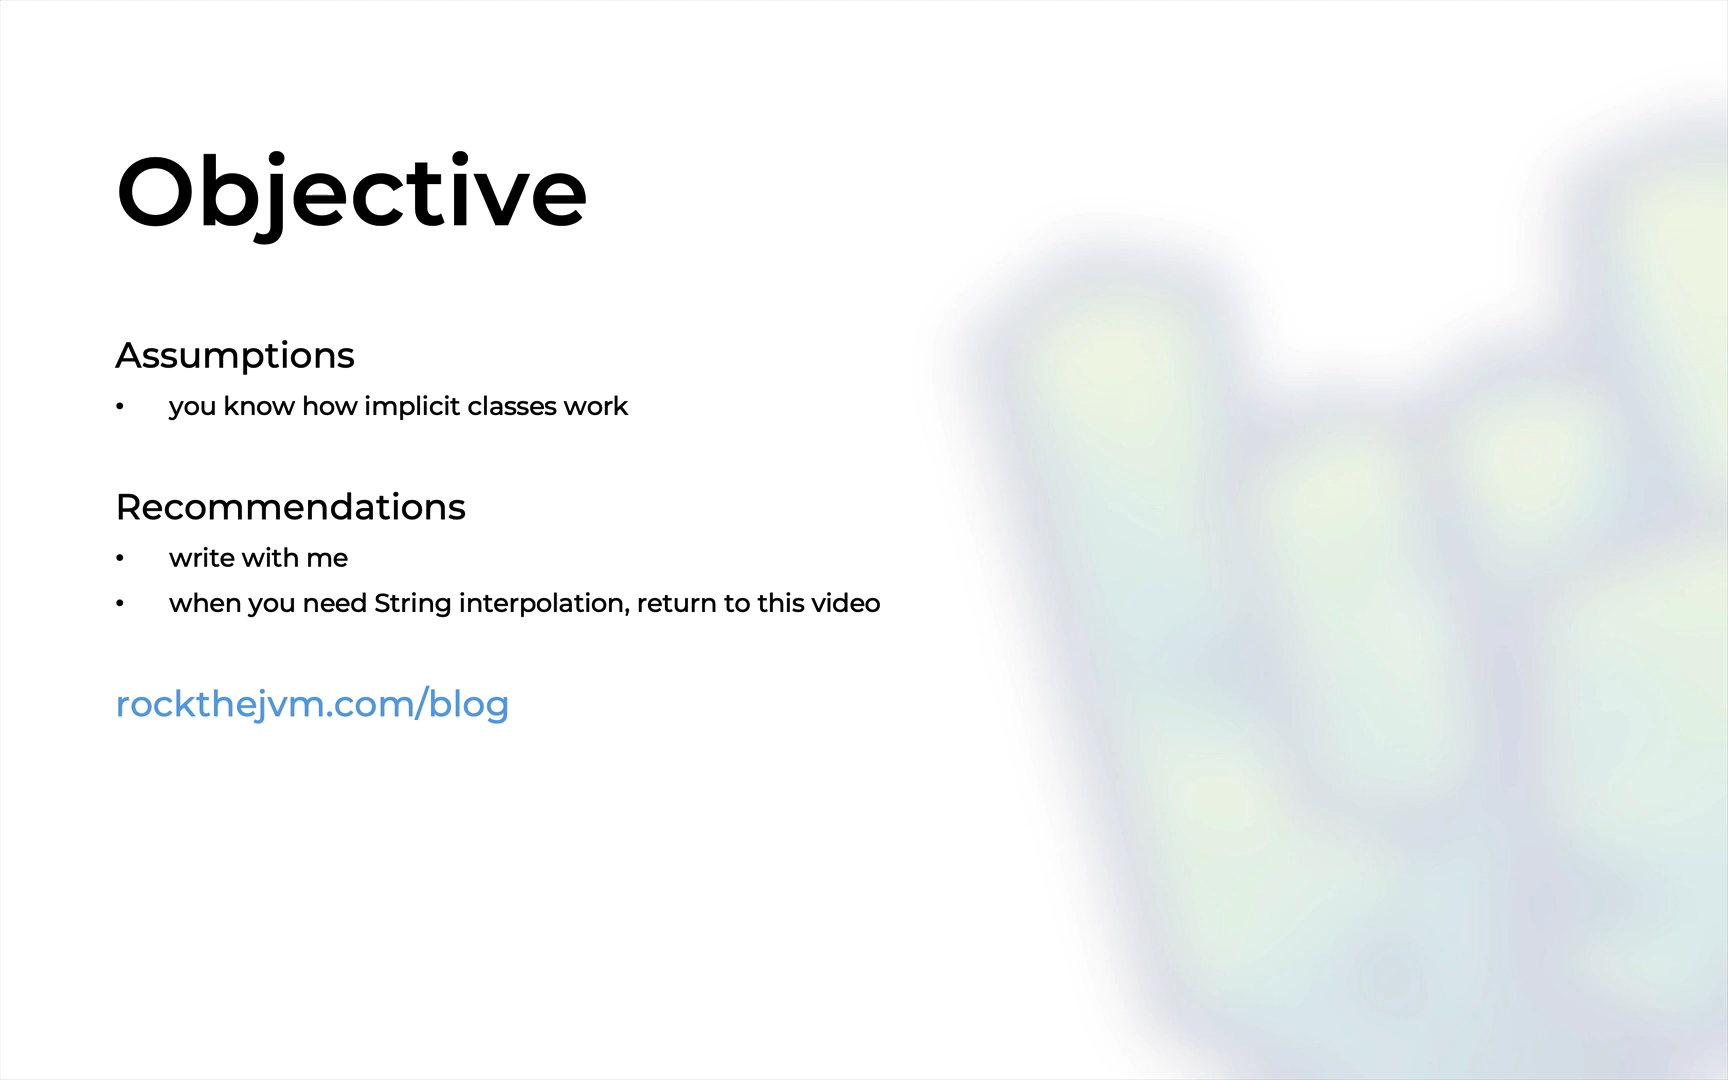 Objective
Assumptions
• you know how implicit classes work
Recommendations
• write with me
• when you need String interpolation, return to this video
rockthejvm.com/blog